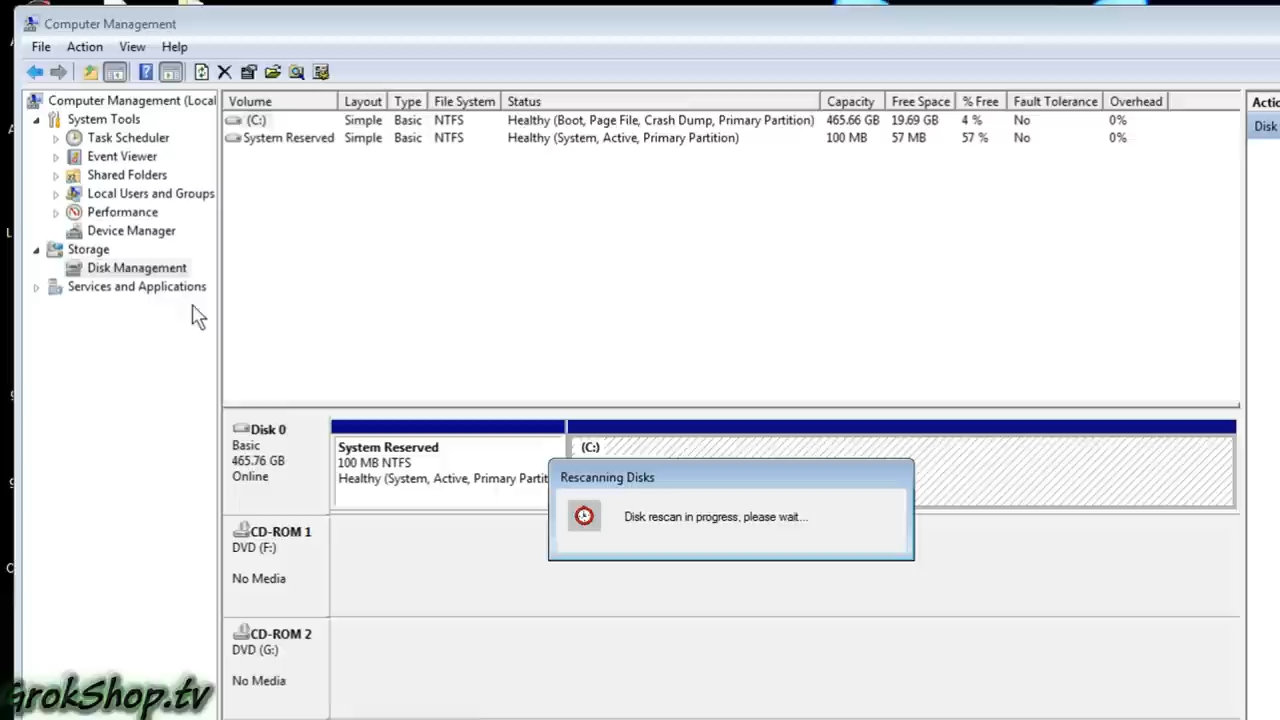 Computer Management
File Action View Help
Computer Management (Local
System Tools
Task Scheduler
Event Viewer
Shared Folders
Local Users and Groups
Performance
Device Manager
Storage
Disk Management
Services and Applications
Volume Layout Type File System Status Capacity Free Space % Free Fault Tolerance Overhead
(C:) Simple Basic NTFS Healthy (Boot, Page File, Crash Dump, Primary Partition) 465.66 GB 19.69 GB 4 % No 0%
System Reserved Simple Basic NTFS Healthy (System, Active, Primary Partition) 100 MB 57 MB 57 % No 0%
Disk 0
Basic
465.76 GB
Online
System Reserved
100 MB NTFS
Healthy (System, Active, Primary Partit
(C:)
Rescanning Disks
Disk rescan in progress, please wait...
CD-ROM 1
DVD (F:)
No Media
CD-ROM 2
DVD (G:)
No Media
Actio
Disk
GrokShop.tv